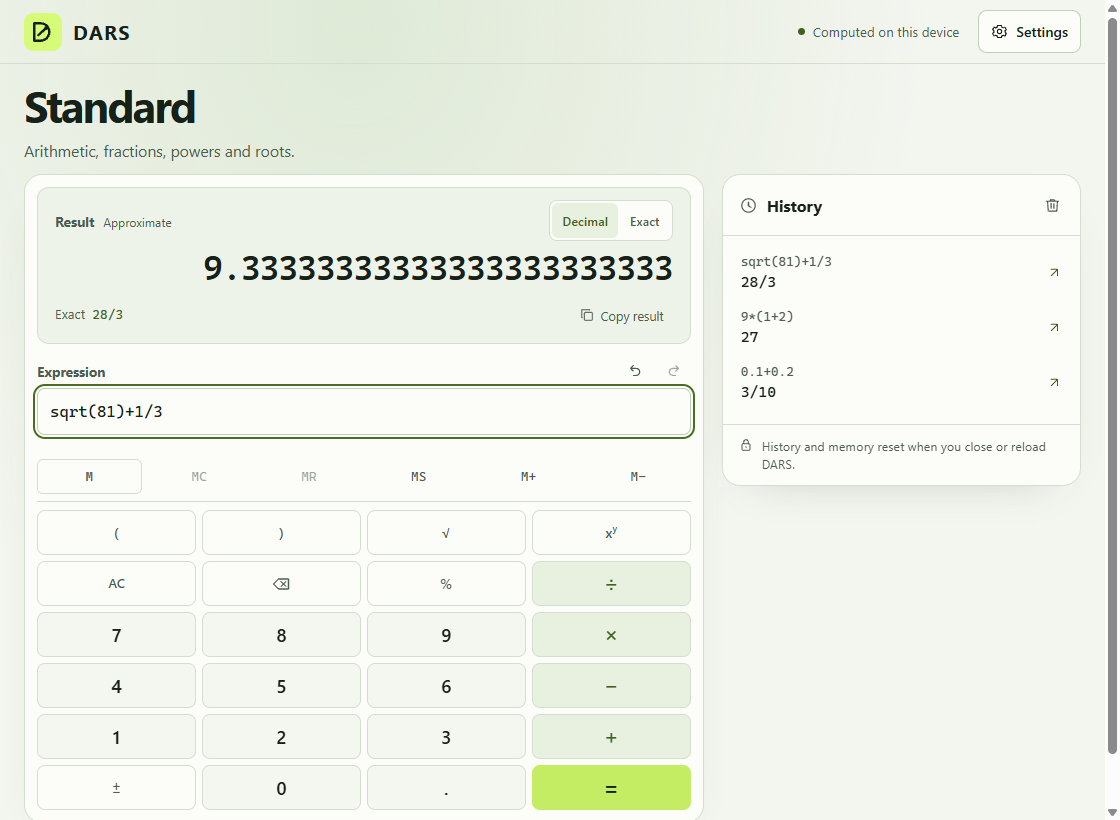 DARS
Computed on this device
Settings
Standard
Arithmetic, fractions, powers and roots.
Result Approximate
Decimal Exact
9.333333333333333333333333
Exact 28/3
Copy result
Expression
sqrt(81)+1/3
M MC MR MS M+ M−
( ) √ xʸ
AC % ÷
7 8 9 ×
4 5 6 −
1 2 3 +
± 0 . =
History
sqrt(81)+1/3
28/3
9*(1+2)
27
0.1+0.2
3/10
History and memory reset when you close or reload
DARS.